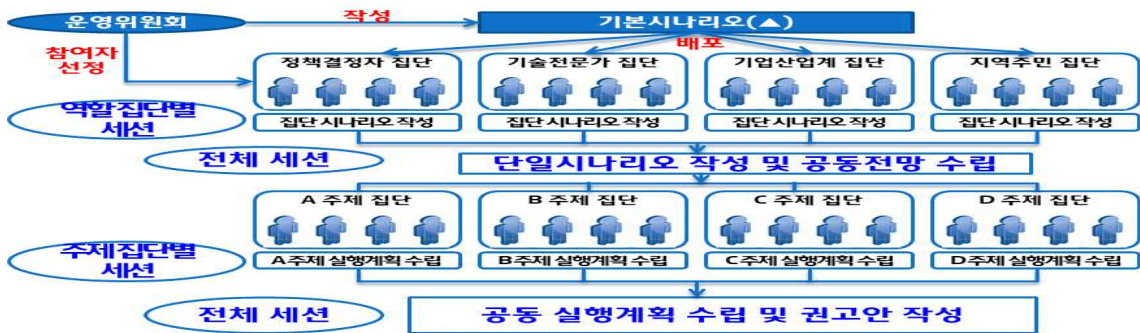 운영위원회
작성
기본시나리오(▲)
참여자
선정
배포
정책결정자 집단
기술전문가 집단
기업산업계 집단
지역주민 집단
역할집단별
세션
집단 시나리오 작성
집단 시나리오 작성
집단 시나리오 작성
집단 시나리오 작성
전체 세션
단일시나리오 작성 및 공동전망 수립
A 주제 집단
B 주제 집단
C 주제 집단
D 주제 집단
주제집단별
세션
A주제 실행계획 수립
B주제 실행계획 수립
C주제 실행계획 수립
D주제 실행계획 수립
전체 세션
공동 실행계획 수립 및 권고안 작성